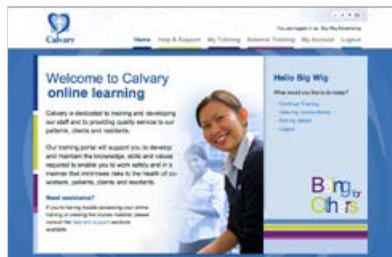 You are logged in as: Big Wig Advertising
Calvary
Home Help & Support My Training External Training My Account Logout
Welcome to Calvary
online learning
Calvary is dedicated to training and developing
our staff and to providing quality service to our
patients, clients and residents.
Our training portal will support you to develop
and maintain the knowledge, skills and values
required to enable you to work safely and in a
manner that minimises risks to the health of co-
workers, patients, clients and residents.
Need assistance?
If you're having trouble accessing your online
training or viewing the course material, please
consult the help and support sections
available.
Hello Big Wig
What would you like to do today?
Continue Training
View my course history
Edit my details
Logout
Being for
Others